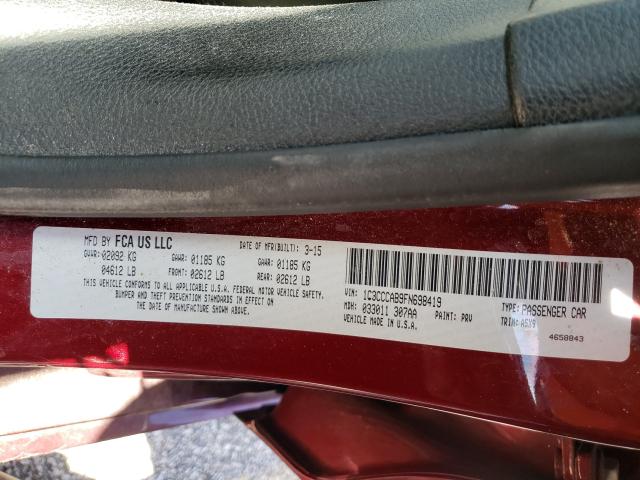 MFD BY FCA US LLC DATE OF MFR(BUILT): 3-15
GVWR: 02092 KG GAWR: 01185 KG GAWR: 01185 KG
04612 LB FRONT: 02612 LB REAR: 02612 LB
THIS VEHICLE CONFORMS TO ALL APPLICABLE U.S.A. FEDERAL MOTOR VEHICLE SAFETY,
BUMPER AND THEFT PREVENTION STANDARDS IN EFFECT ON
THE DATE OF MANUFACTURE SHOWN ABOVE.
VIN: 1C3CCCAB9FN698419 TYPE: PASSENGER CAR
MDH: 033011 307AA PAINT: PRV TRIM: A5X9
VEHICLE MADE IN U.S.A. 4658843